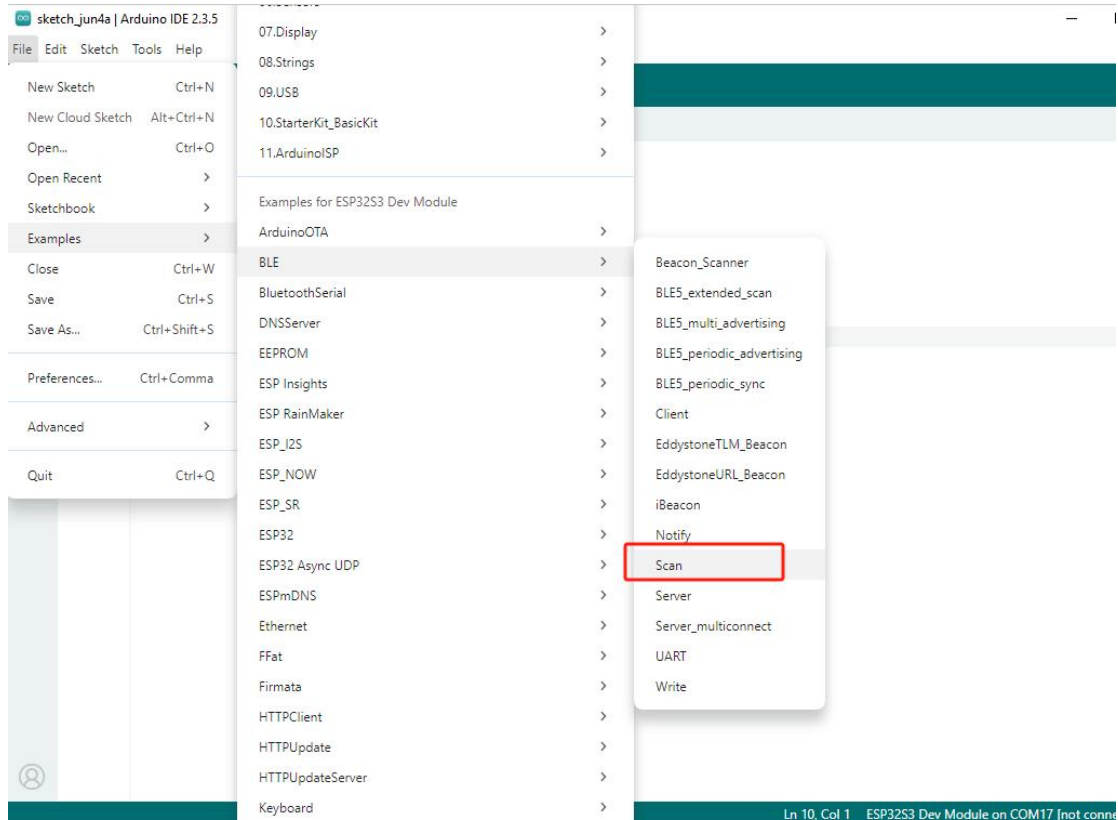 sketch_jun4a | Arduino IDE 2.3.5
File Edit Sketch Tools Help
New Sketch Ctrl+N
New Cloud Sketch Alt+Ctrl+N
Open... Ctrl+O
Open Recent
Sketchbook
Examples
Close Ctrl+W
Save Ctrl+S
Save As... Ctrl+Shift+S
Preferences... Ctrl+Comma
Advanced
Quit Ctrl+Q
07.Display
08.Strings
09.USB
10.StarterKit_BasicKit
11.ArduinoISP
Examples for ESP32S3 Dev Module
ArduinoOTA
BLE
BluetoothSerial
DNSServer
EEPROM
ESP Insights
ESP RainMaker
ESP_I2S
ESP_NOW
ESP_SR
ESP32
ESP32 Async UDP
ESPmDNS
Ethernet
FFat
Firmata
HTTPClient
HTTPUpdate
HTTPUpdateServer
Keyboard
Beacon_Scanner
BLE5_extended_scan
BLE5_multi_advertising
BLE5_periodic_advertising
BLE5_periodic_sync
Client
EddystoneTLM_Beacon
EddystoneURL_Beacon
iBeacon
Notify
Scan
Server
Server_multiconnect
UART
Write
Ln 10, Col 1 ESP32S3 Dev Module on COM17 [not conne